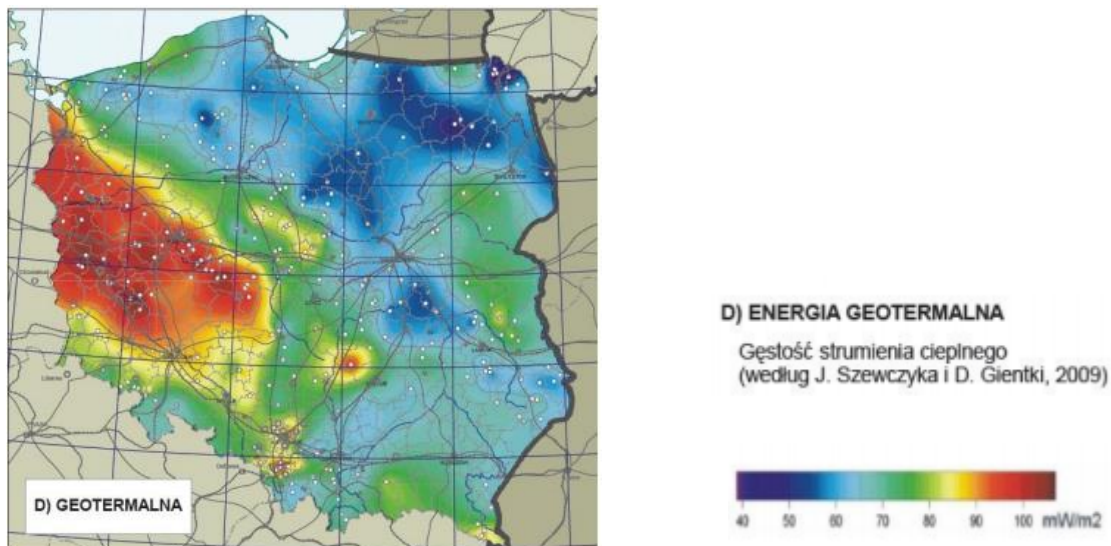 D) GEOTERMALNA
D) ENERGIA GEOTERMALNA
Gęstość strumienia cieplnego
(według J. Szewczyka i D. Gientki, 2009)
40 50 60 70 80 90 100 mW/m2